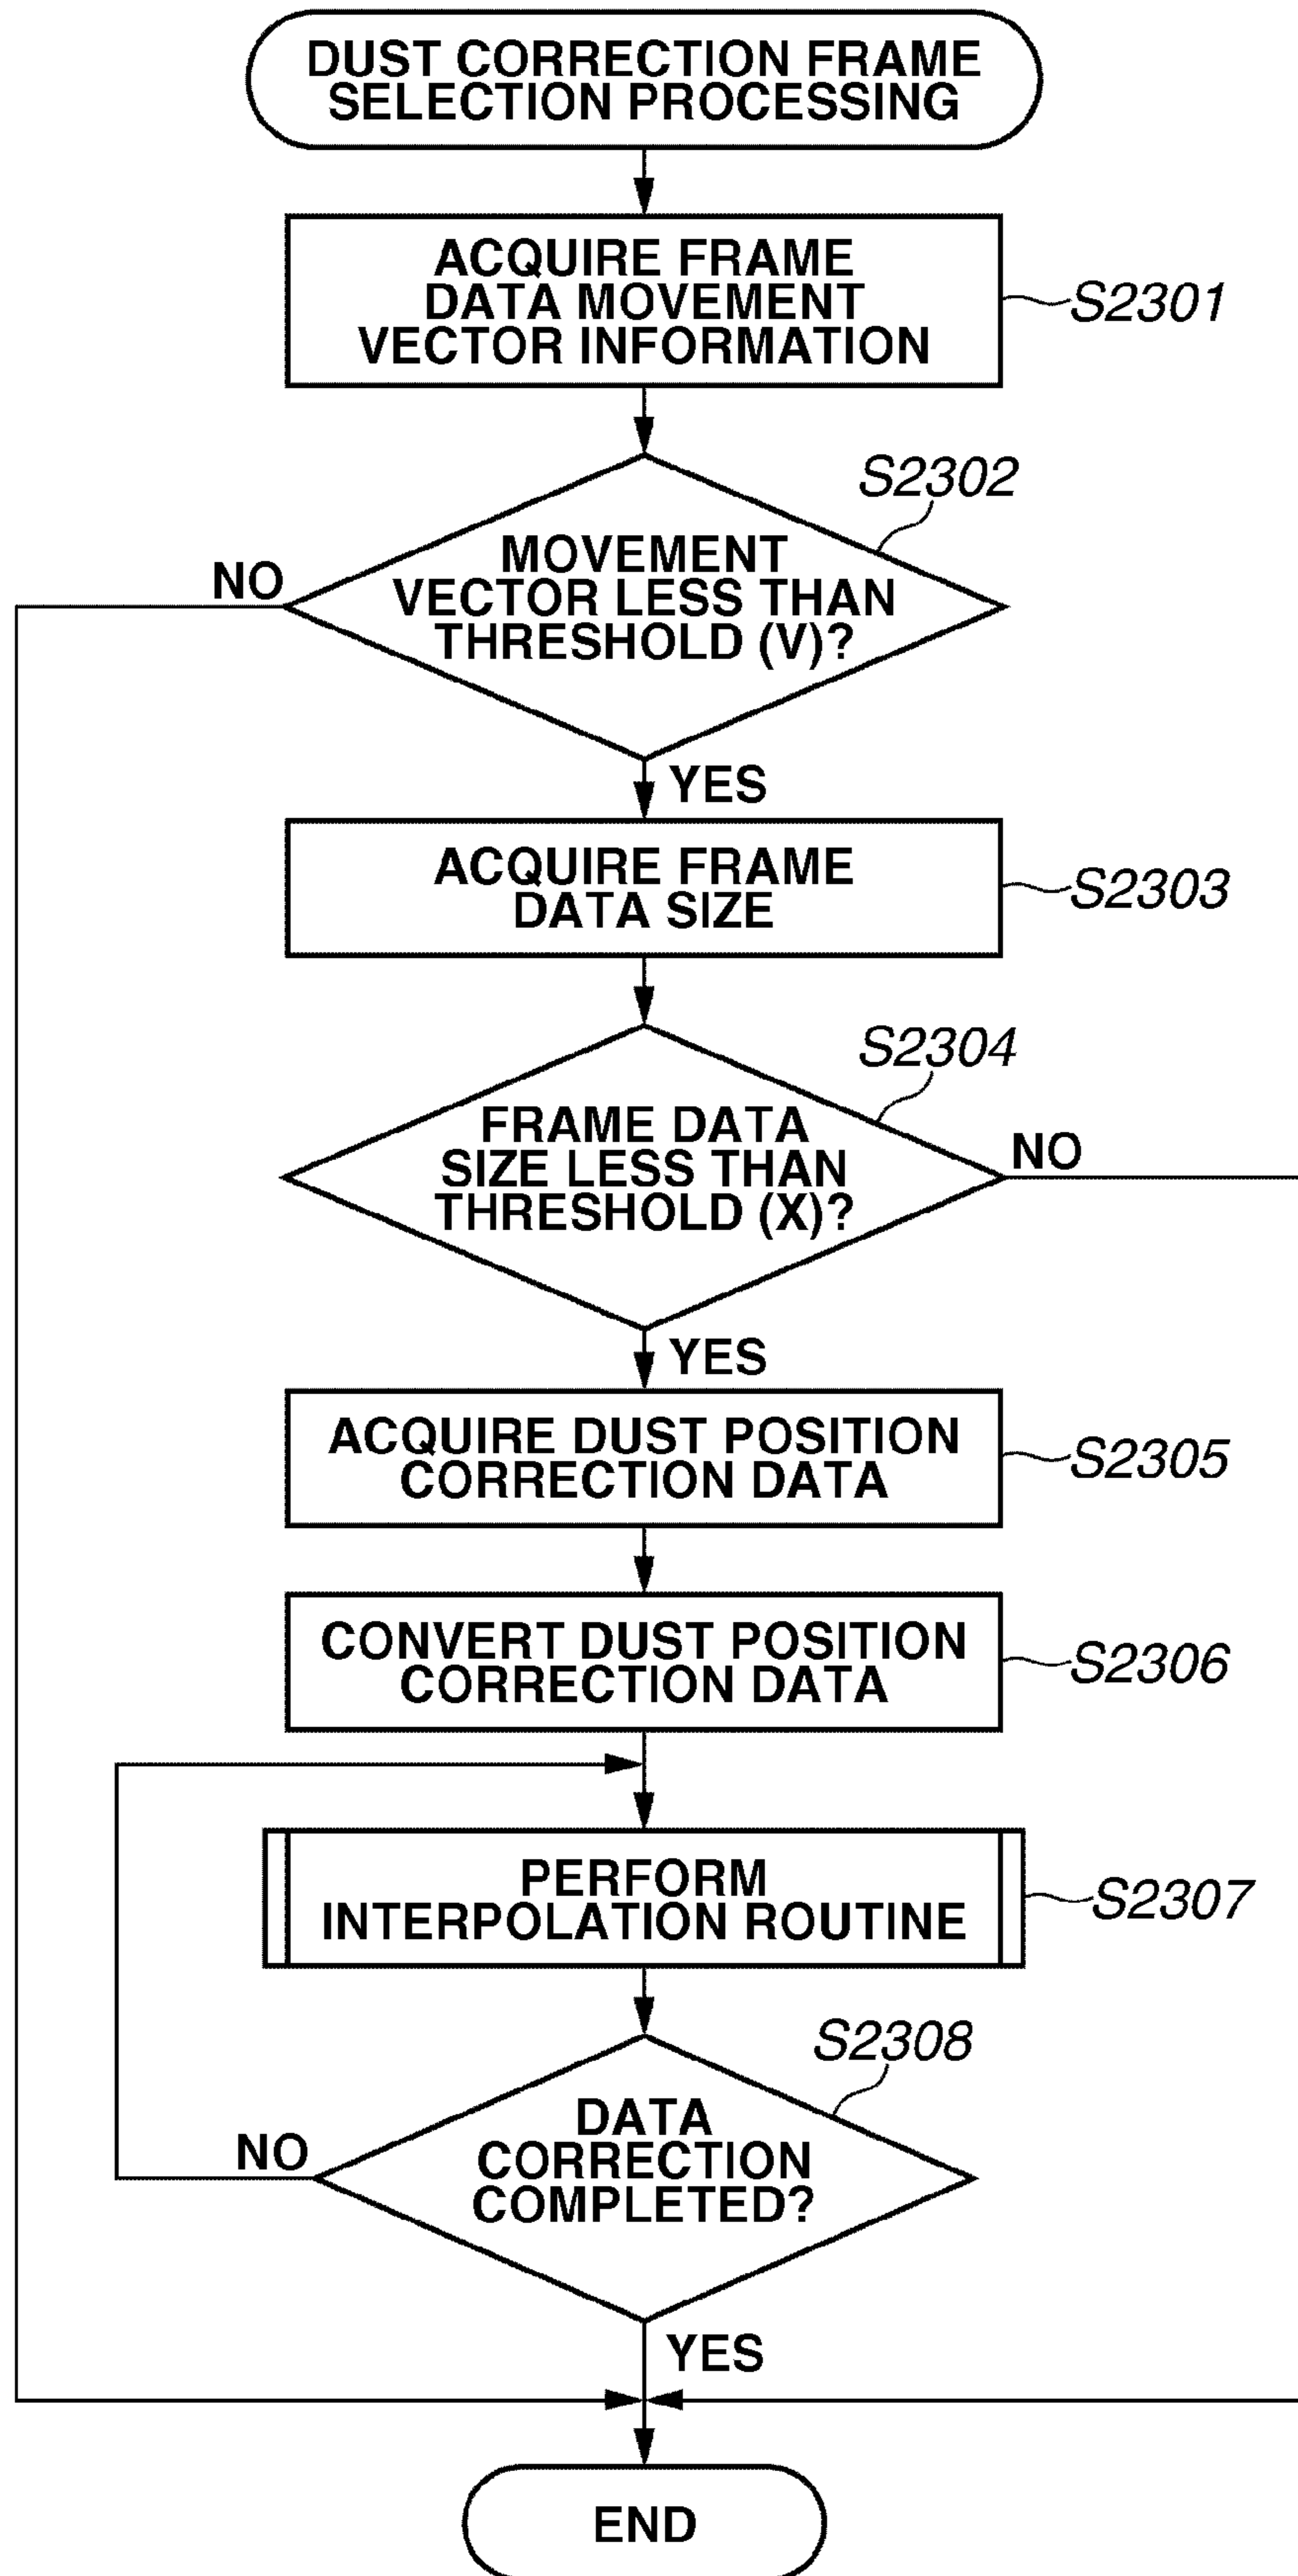 DUST CORRECTION FRAME
SELECTION PROCESSING
ACQUIRE FRAME
DATA MOVEMENT
VECTOR INFORMATION
S2301
S2302
MOVEMENT
VECTOR LESS THAN
THRESHOLD (V)?
NO
YES
ACQUIRE FRAME
DATA SIZE
S2303
S2304
FRAME DATA
SIZE LESS THAN
THRESHOLD (X)?
NO
YES
ACQUIRE DUST POSITION
CORRECTION DATA
S2305
CONVERT DUST POSITION
CORRECTION DATA
S2306
PERFORM
INTERPOLATION ROUTINE
S2307
S2308
DATA
CORRECTION
COMPLETED?
NO
YES
END